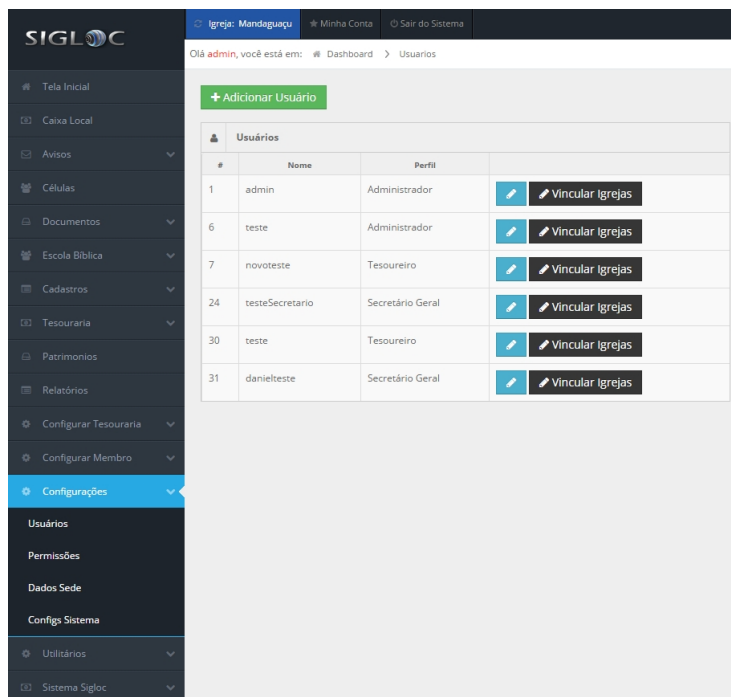 SIGLOC
Igreja: Mandaguaçu
Minha Conta
Sair do Sistema
Olá admin, você está em: Dashboard > Usuarios
Tela Inicial
Caixa Local
Avisos
Células
Documentos
Escola Bíblica
Cadastros
Tesouraria
Patrimonios
Relatórios
Configurar Tesouraria
Configurar Membro
Configurações
Usuários
Permissões
Dados Sede
Configs Sistema
Utilitários
Sistema Sigloc
+ Adicionar Usuário
Usuários
# Nome Perfil
1 admin Administrador Vincular Igrejas
6 teste Administrador Vincular Igrejas
7 novoteste Tesoureiro Vincular Igrejas
24 testeSecretario Secretário Geral Vincular Igrejas
30 teste Tesoureiro Vincular Igrejas
31 danielteste Secretário Geral Vincular Igrejas